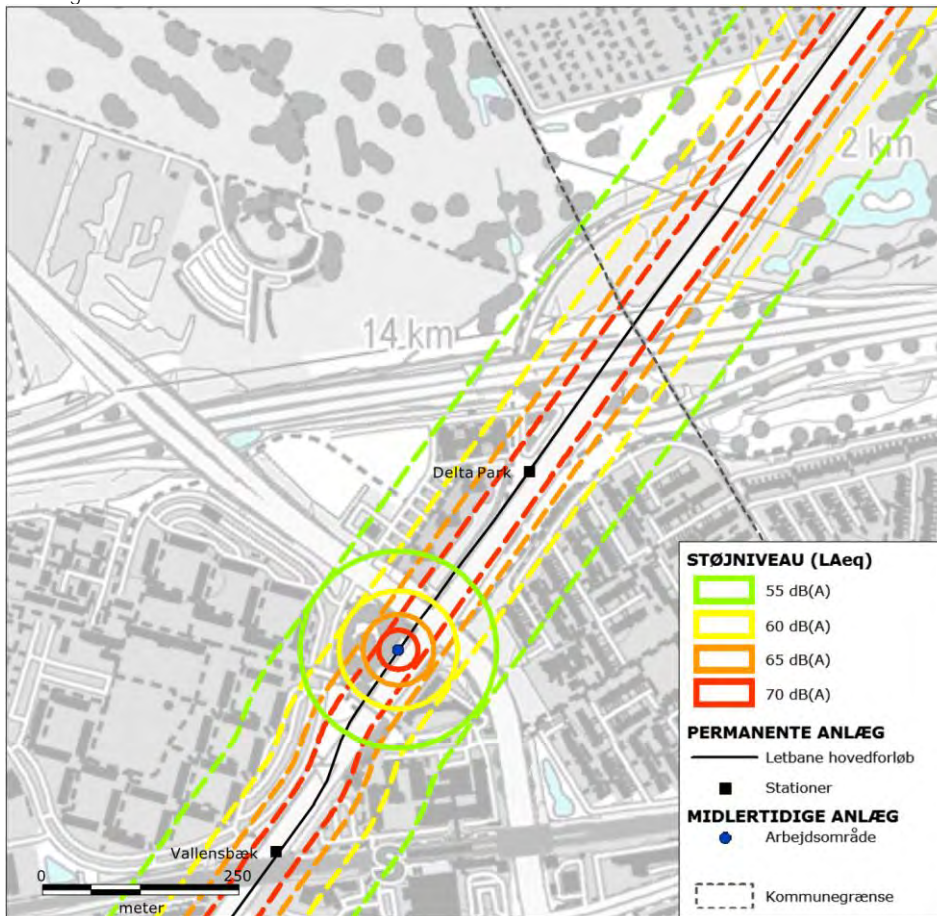 2 km
14 km
Delta Park
Vallensbæk
0 250
meter
STØJNIVEAU (LAeq)
55 dB(A)
60 dB(A)
65 dB(A)
70 dB(A)
PERMANENTE ANLÆG
Letbane hovedforløb
Stationer
MIDLERTIDIGE ANLÆG
Arbejdsområde
Kommunegrænse